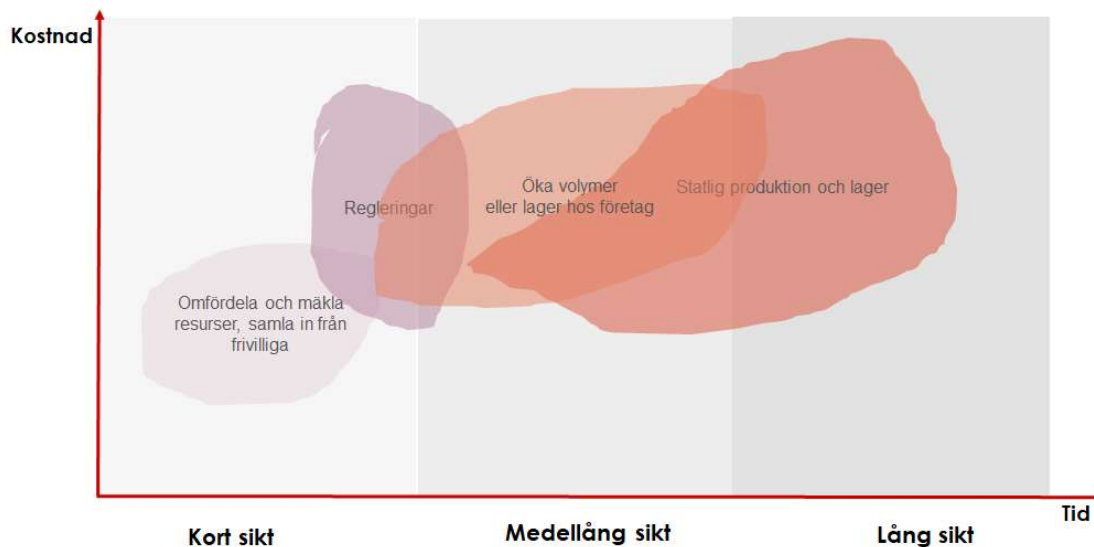 Kostnad
Öka volymer
eller lager hos företag
Statlig produktion och lager
Regleringar
Omfördela och mäkla
resurser, samla in från
frivilliga
Tid
Kort sikt
Medellång sikt
Lång sikt